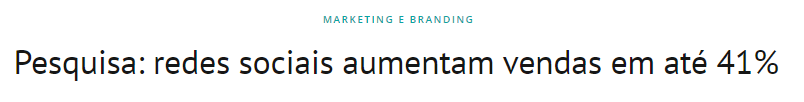 MARKETING E BRANDING
Pesquisa: redes sociais aumentam vendas em até 41%